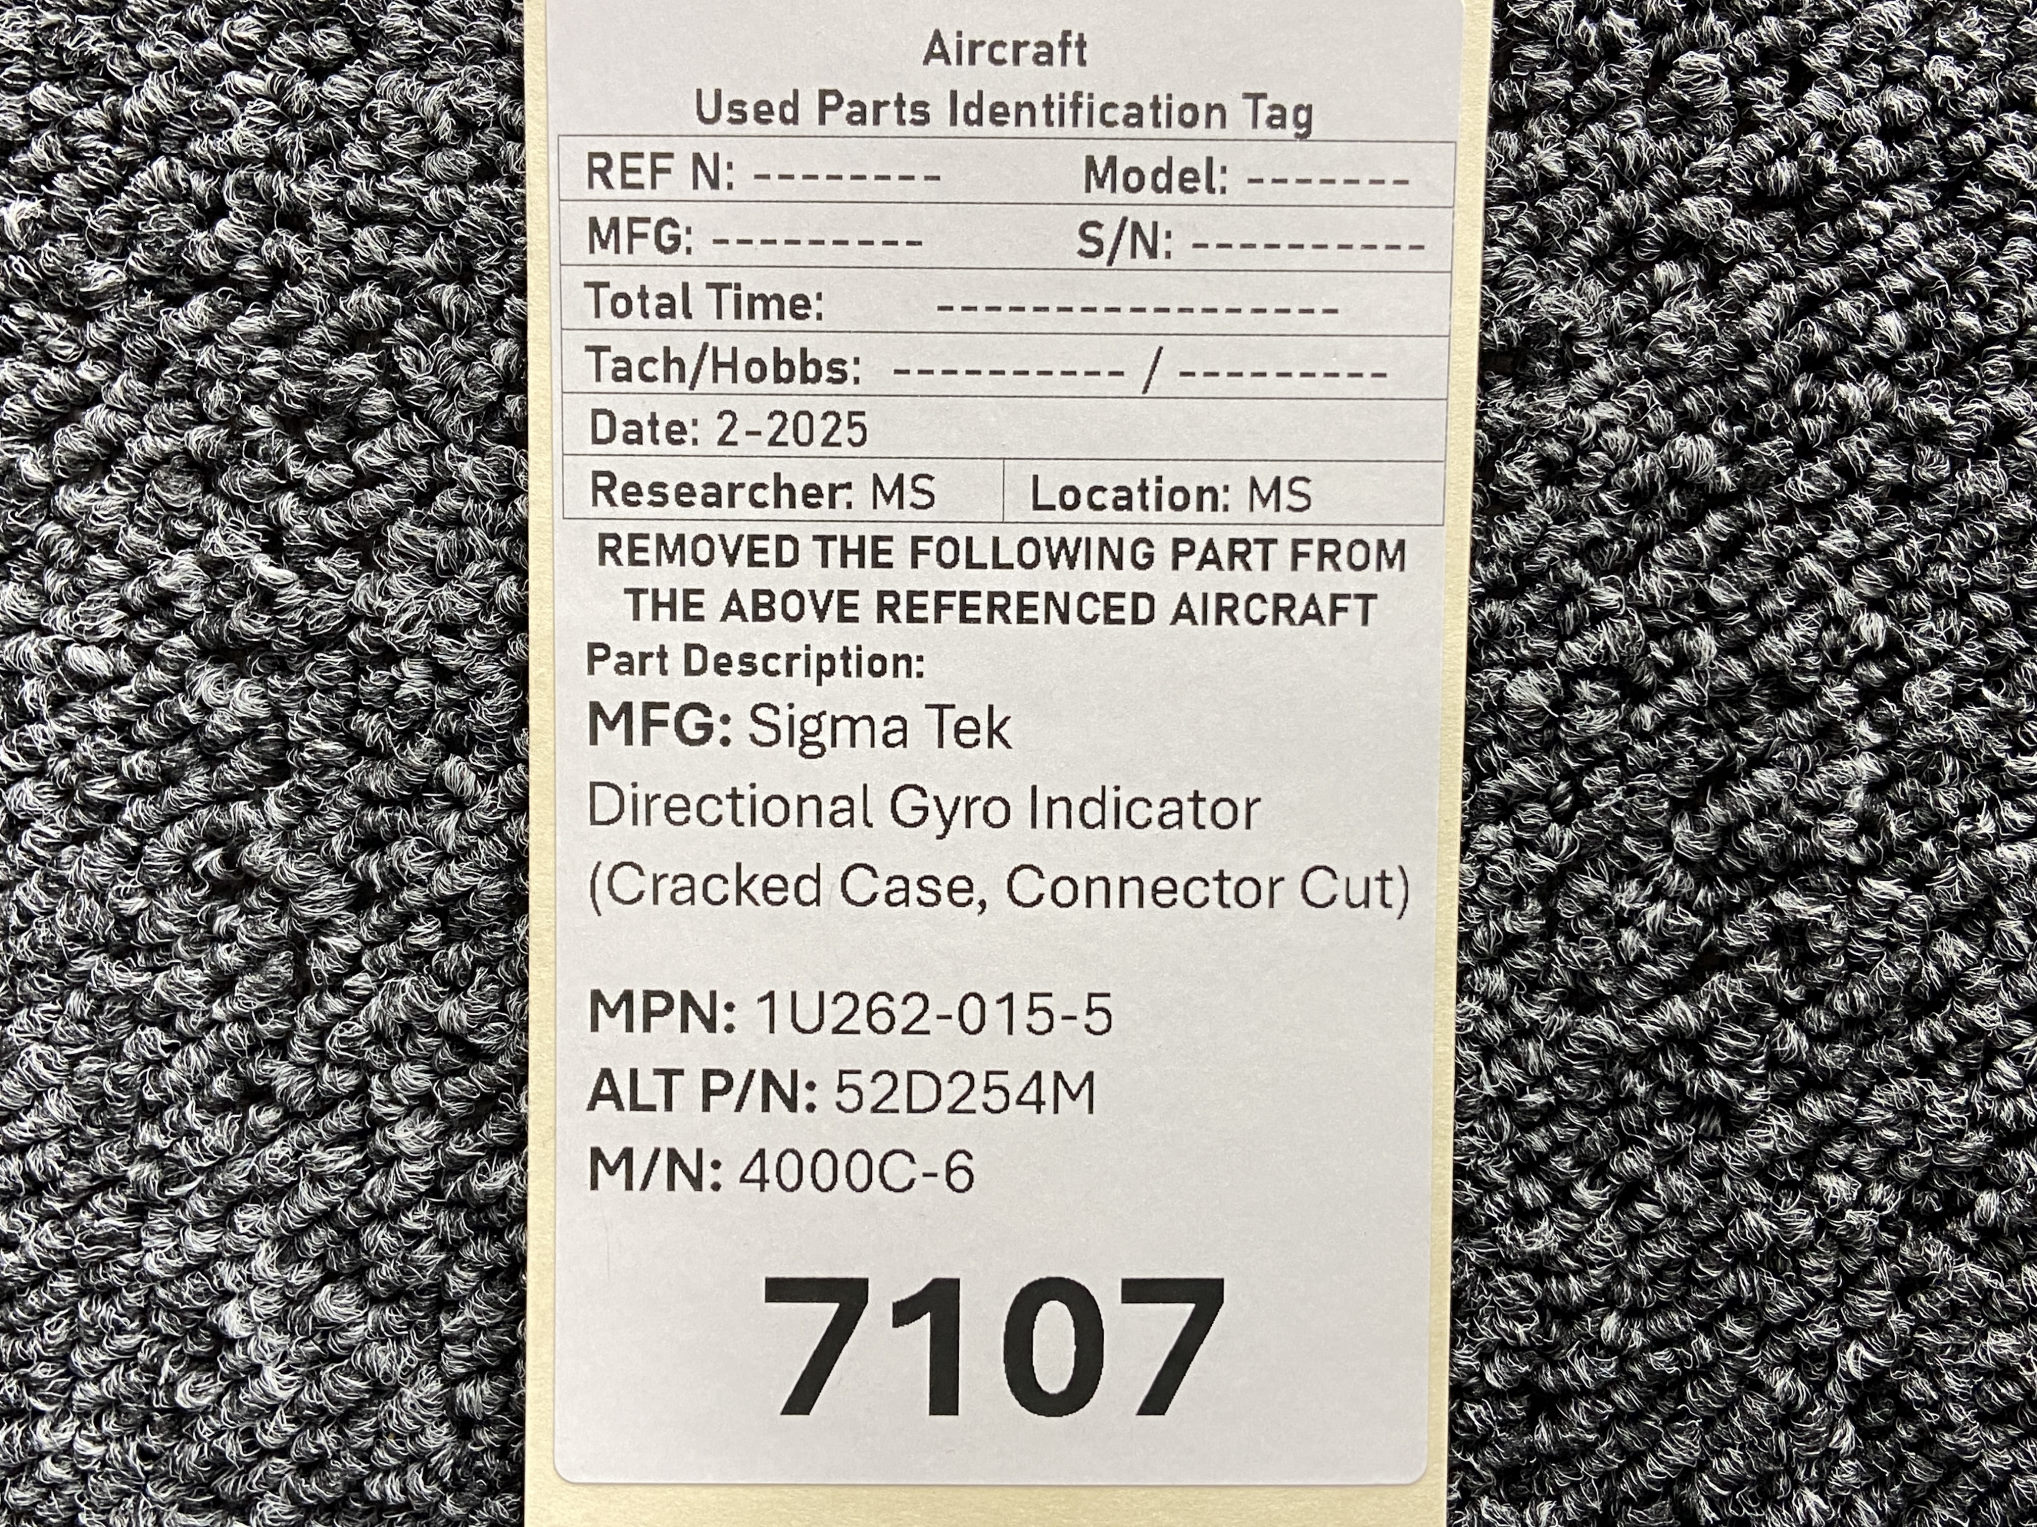 Aircraft
Used Parts Identification Tag
REF N: -------- Model: -------
MFG: --------- S/N: ----------
Total Time: -----------------
Tach/Hobbs: ---------- / ---------
Date: 2-2025
Researcher: MS Location: MS
REMOVED THE FOLLOWING PART FROM
THE ABOVE REFERENCED AIRCRAFT
Part Description:
MFG: Sigma Tek
Directional Gyro Indicator
(Cracked Case, Connector Cut)
MPN: 1U262-015-5
ALT P/N: 52D254M
M/N: 4000C-6
7107